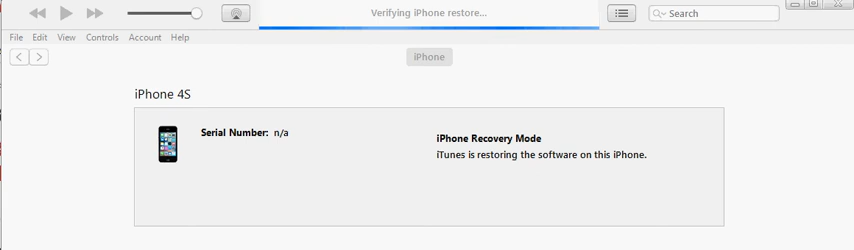 Verifying iPhone restore...
Search
File Edit View Controls Account Help
iPhone
iPhone 4S
Serial Number: n/a
iPhone Recovery Mode
iTunes is restoring the software on this iPhone.